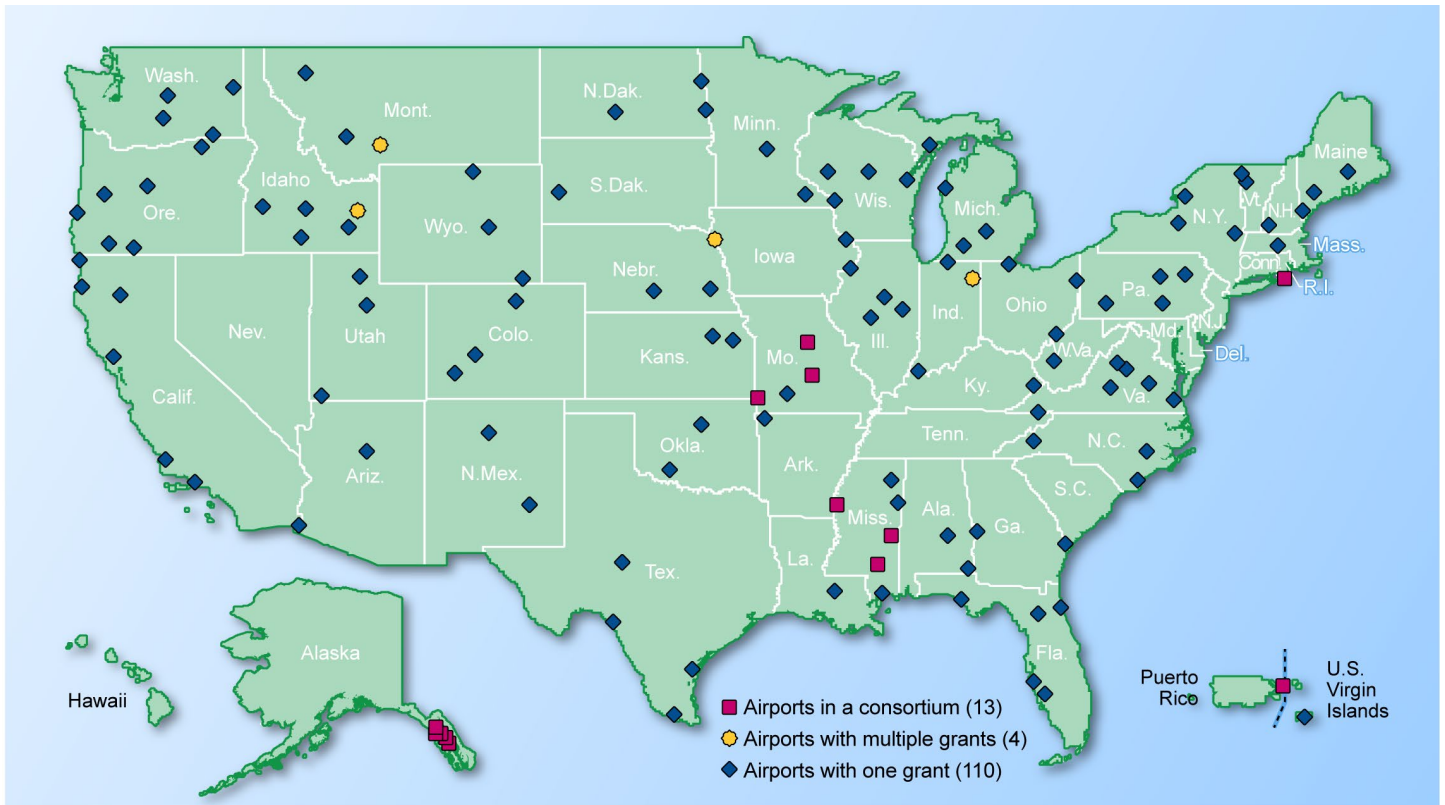 Wash.
Mont.
N.Dak.
Minn.
Maine
Idaho
S.Dak.
Wis.
Mich.
Vt.
N.H.
N.Y.
Ore.
Wyo.
Mass.
Iowa
Conn.
Nebr.
R.I.
Pa.
Ohio
Ind.
Ill.
N.J.
Md.
Nev.
Utah
Colo.
W.Va.
Del.
Kans.
Mo.
Ky.
Va.
Calif.
Tenn.
N.C.
Okla.
Ark.
Ariz.
N.Mex.
S.C.
Miss.
Ala.
Ga.
La.
Tex.
Alaska
Fla.
Hawaii
Puerto
Rico
U.S.
Virgin
Islands
Airports in a consortium (13)
Airports with multiple grants (4)
Airports with one grant (110)